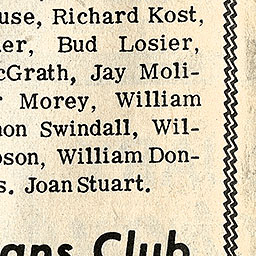 use, Richard Kost,
er, Bud Losier,
cGrath, Jay Moli-
r Morey, William
on Swindall, Wil-
son, William Don-
s. Joan Stuart.
ans Club